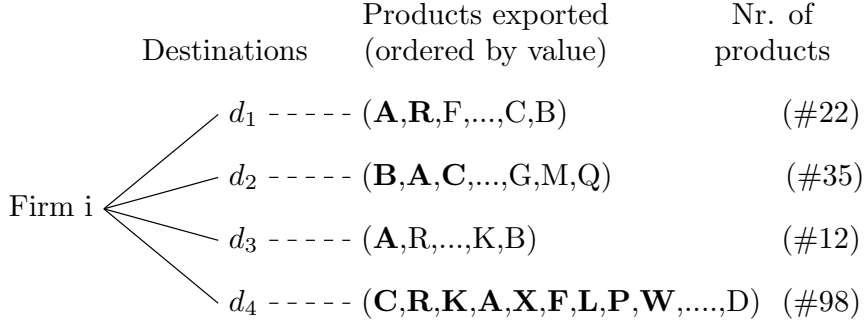 Products exported Nr. of
Destinations (ordered by value) products
d₁ (A,R,F,...,C,B) (#22)
d₂ (B,A,C,...,G,M,Q) (#35)
Firm i
d₃ (A,R,...,K,B) (#12)
d₄ (C,R,K,A,X,F,L,P,W,....,D) (#98)